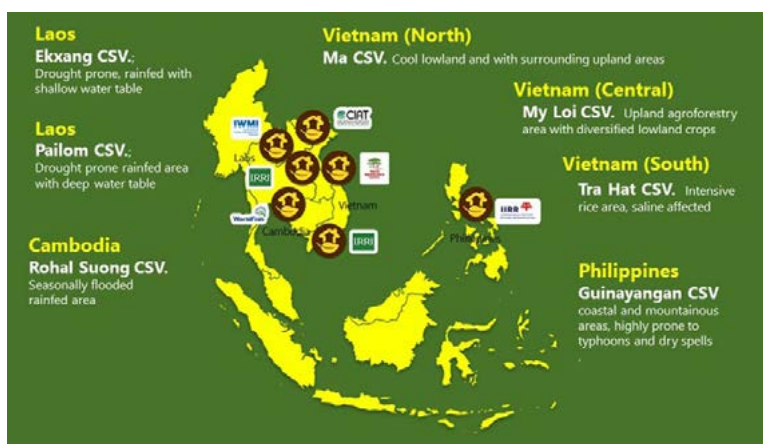 Laos
Ekxang CSV.;
Drought prone, rainfed with
shallow water table
Laos
Pailom CSV.;
Drought prone rainfed area
with deep water table
Cambodia
Rohal Suong CSV.
Seasonally flooded
rainfed area
Vietnam (North)
Ma CSV. Cool lowland and with surrounding upland areas
Vietnam (Central)
My Loi CSV. Upland agroforestry
area with diversified lowland crops
Vietnam (South)
Tra Hat CSV. Intensive
rice area, saline affected
Philippines
Guinayangan CSV
coastal and mountainous
areas, highly prone to
typhoons and dry spells
IWMI
CIAT
Laos
IRRI
Vietnam
WorldFish
Cambodia
IRRI
IIRR
Philippines